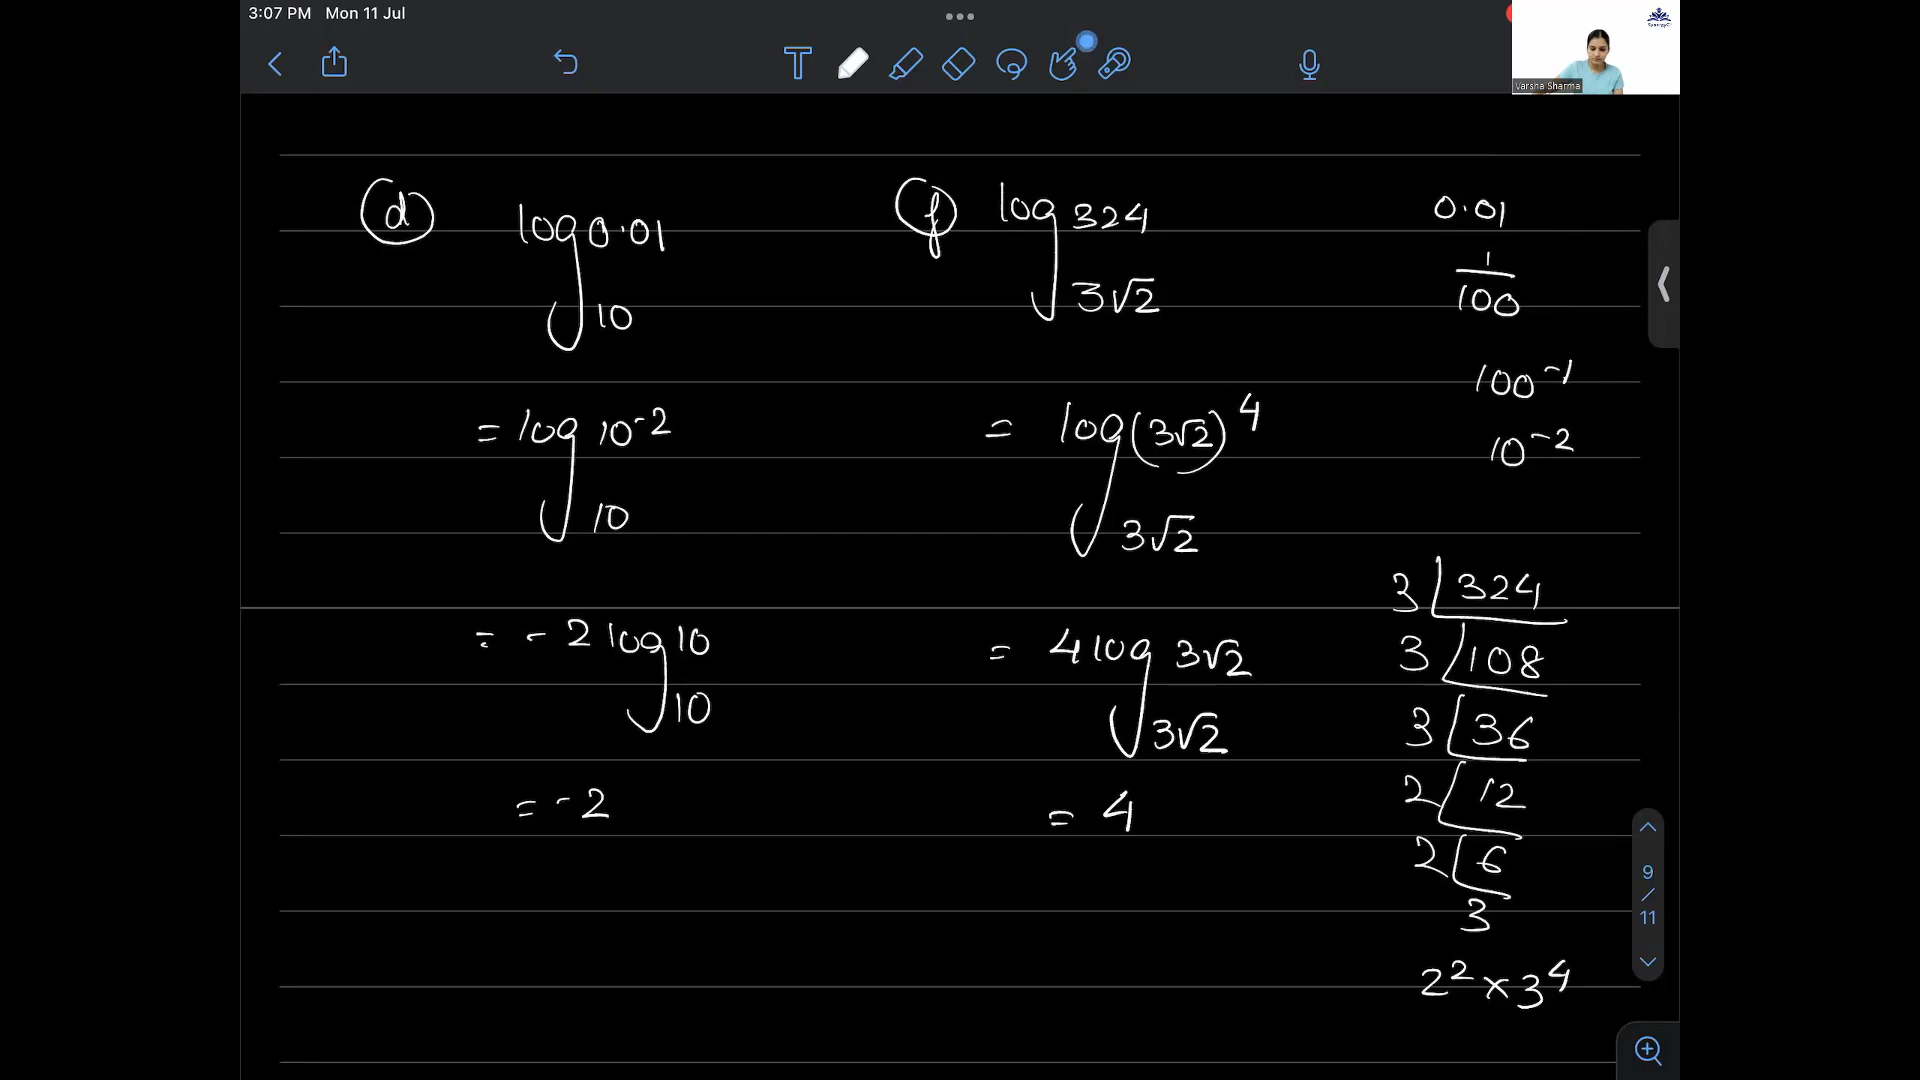 3:07 PM Mon 11 Jul
Varsha Sharma
(d) log₁₀ 0.01
= log₁₀ 10⁻²
= -2 log₁₀ 10
= -2
(f) log₃√₂ 324
= log₃√₂ (3√2)⁴
= 4 log₃√₂ 3√2
= 4
0.01
1/100
100⁻¹
10⁻²
3 | 324
3 | 108
3 | 36
2 | 12
2 | 6
3
2² × 3⁴
9
/
11